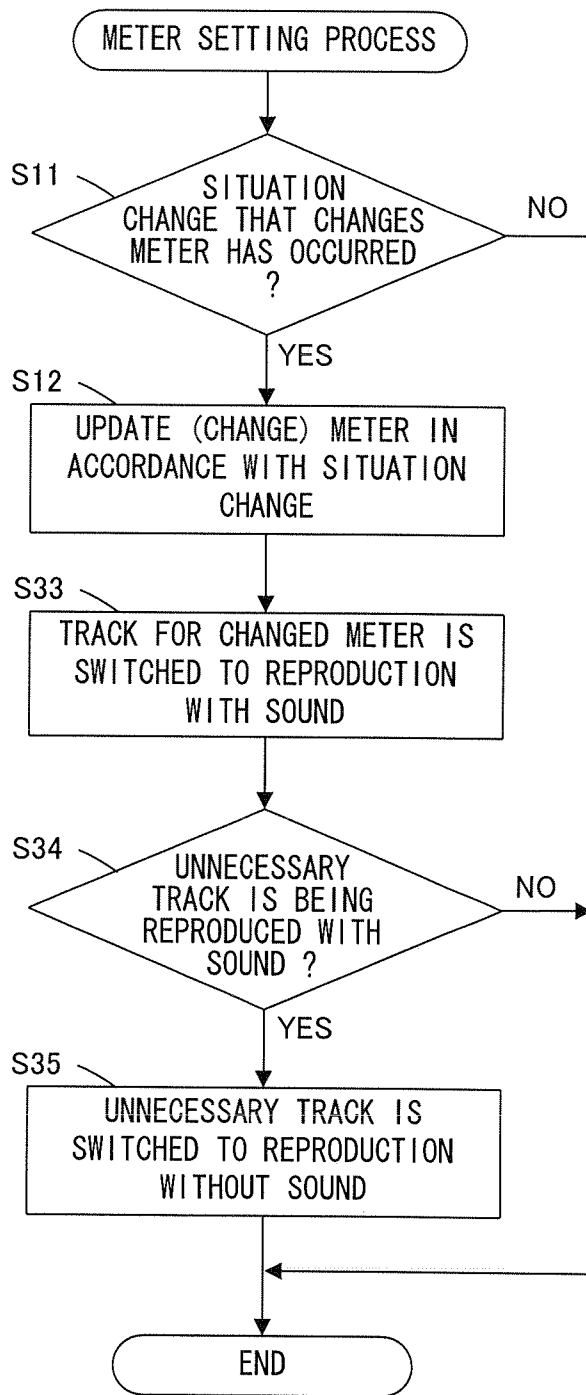 METER SETTING PROCESS
S11
SITUATION
CHANGE THAT CHANGES
METER HAS OCCURRED
?
NO
YES
S12
UPDATE (CHANGE) METER IN
ACCORDANCE WITH SITUATION
CHANGE
S33
TRACK FOR CHANGED METER IS
SWITCHED TO REPRODUCTION
WITH SOUND
S34
UNNECESSARY
TRACK IS BEING
REPRODUCED WITH
SOUND ?
NO
YES
S35
UNNECESSARY TRACK IS
SWITCHED TO REPRODUCTION
WITHOUT SOUND
END